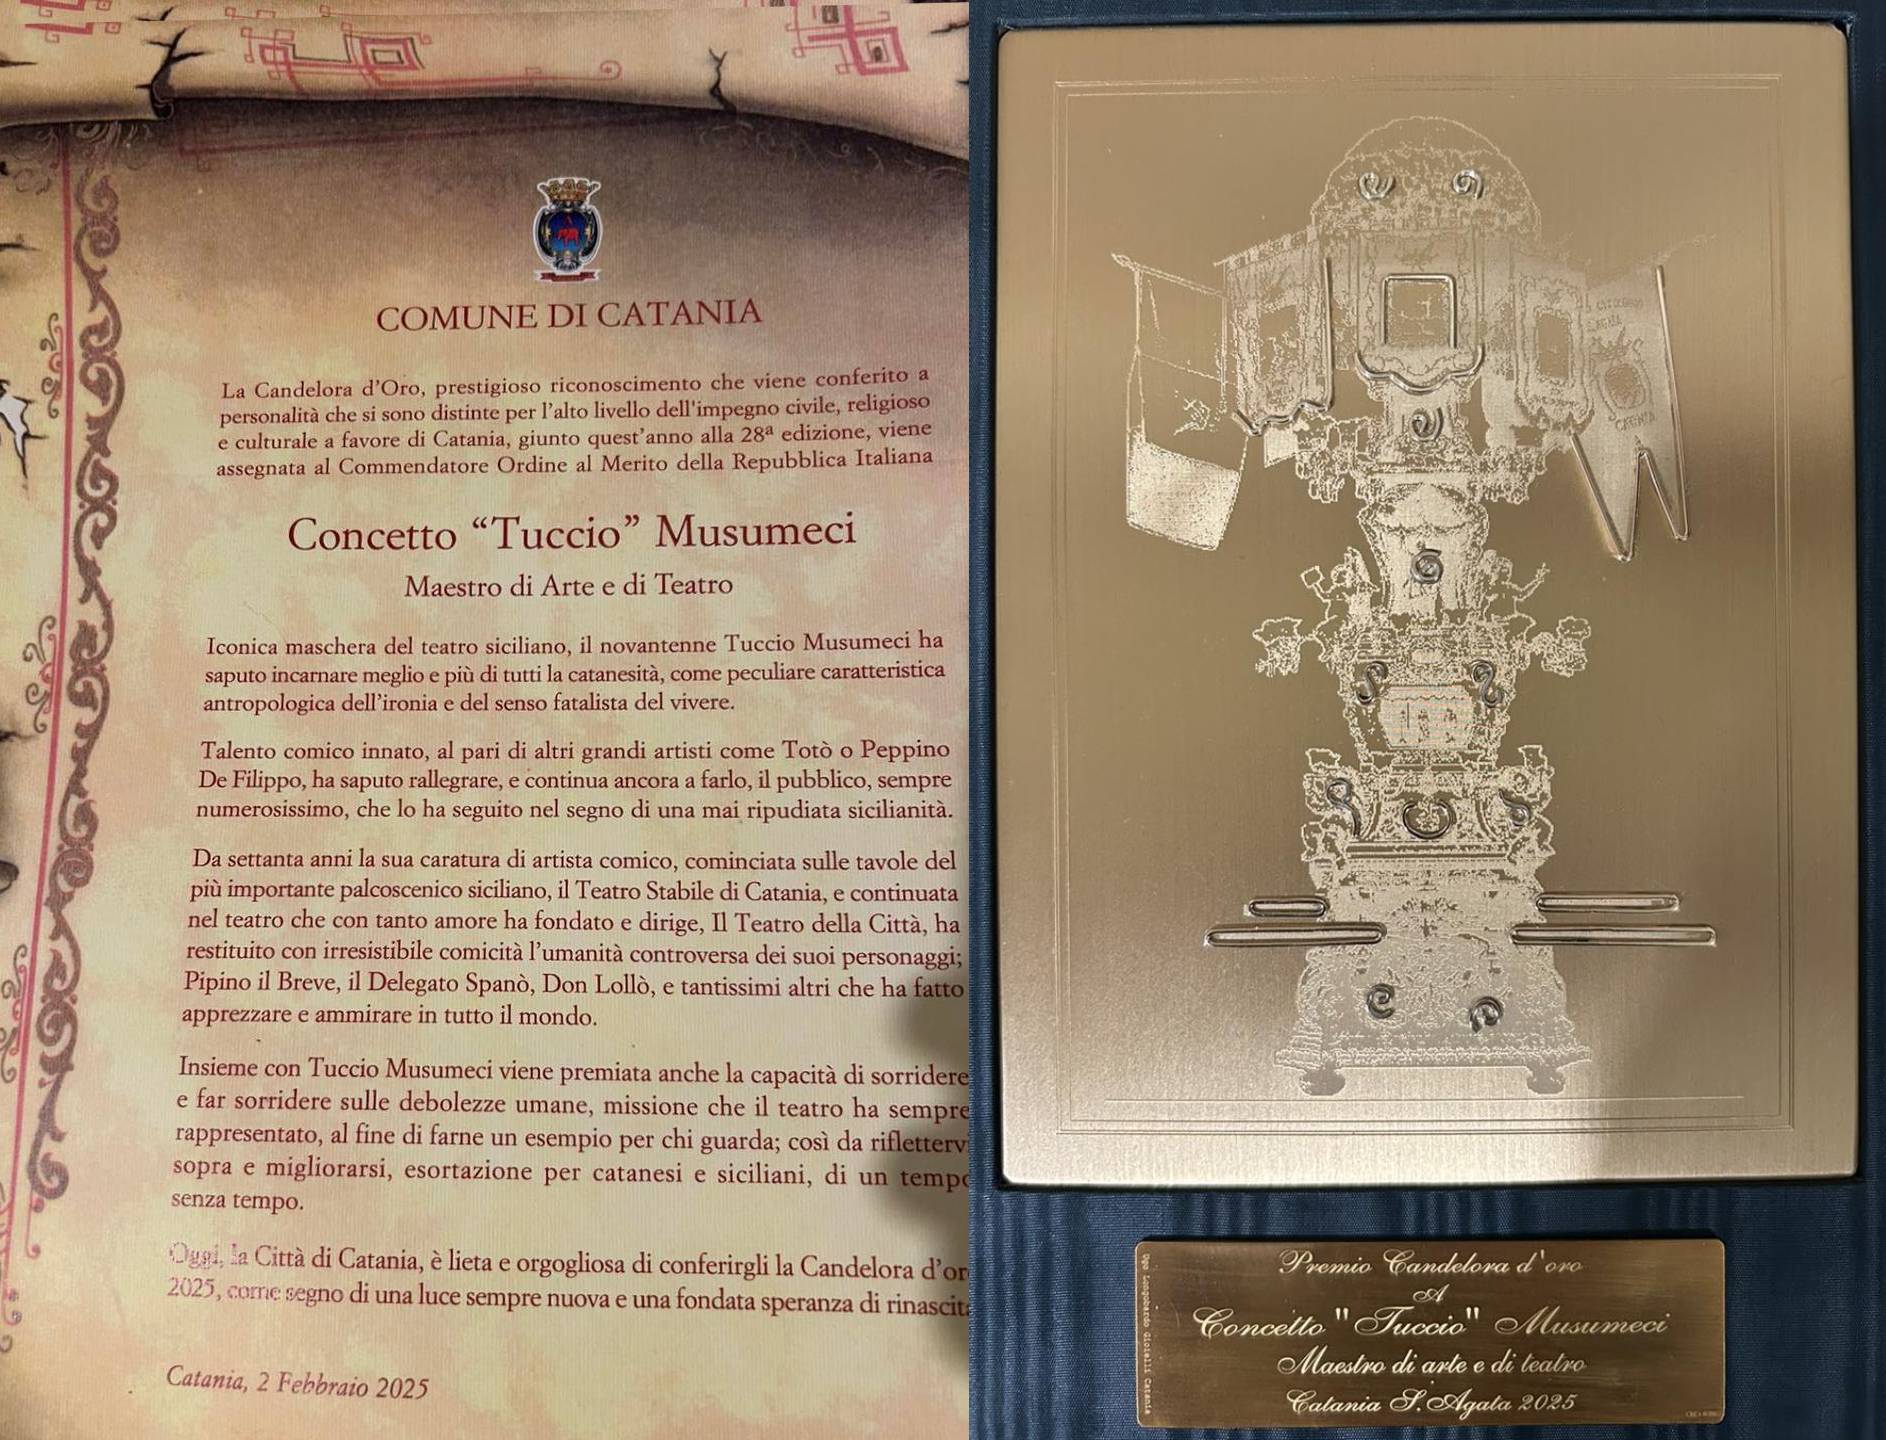 COMUNE DI CATANIA
La Candelora d'Oro, prestigioso riconoscimento che viene conferito a
personalità che si sono distinte per l'alto livello dell'impegno civile, religioso
e culturale a favore di Catania, giunto quest'anno alla 28ª edizione, viene
assegnata al Commendatore Ordine al Merito della Repubblica Italiana
Concetto “Tuccio” Musumeci
Maestro di Arte e di Teatro
Iconica maschera del teatro siciliano, il novantenne Tuccio Musumeci ha
saputo incarnare meglio e più di tutti la catanesità, come peculiare caratteristica
antropologica dell'ironia e del senso fatalista del vivere.
Talento comico innato, al pari di altri grandi artisti come Totò o Peppino
De Filippo, ha saputo rallegrare, e continua ancora a farlo, il pubblico, sempre
numerosissimo, che lo ha seguito nel segno di una mai ripudiata sicilianità.
Da settanta anni la sua caratura di artista comico, cominciata sulle tavole del
più importante palcoscenico siciliano, il Teatro Stabile di Catania, e continuata
nel teatro che con tanto amore ha fondato e dirige, Il Teatro della Città, ha
restituito con irresistibile comicità l'umanità controversa dei suoi personaggi;
Pipino il Breve, il Delegato Spanò, Don Lollò, e tantissimi altri che ha fatto
apprezzare e ammirare in tutto il mondo.
Insieme con Tuccio Musumeci viene premiata anche la capacità di sorridere
e far sorridere sulle debolezze umane, missione che il teatro ha sempre
rappresentato, al fine di farne un esempio per chi guarda; così da riflettervi
sopra e migliorarsi, esortazione per catanesi e siciliani, di un tempo
senza tempo.
Oggi, la Città di Catania, è lieta e orgogliosa di conferirgli la Candelora d'or
2025, come segno di una luce sempre nuova e una fondata speranza di rinascita
Catania, 2 Febbraio 2025
CATANIA
Premio Candelora d'oro
A
Concetto "Tuccio" Musumeci
Maestro di arte e di teatro
Catania S. Agata 2025
Ugo Longobardo Gioielli Catania